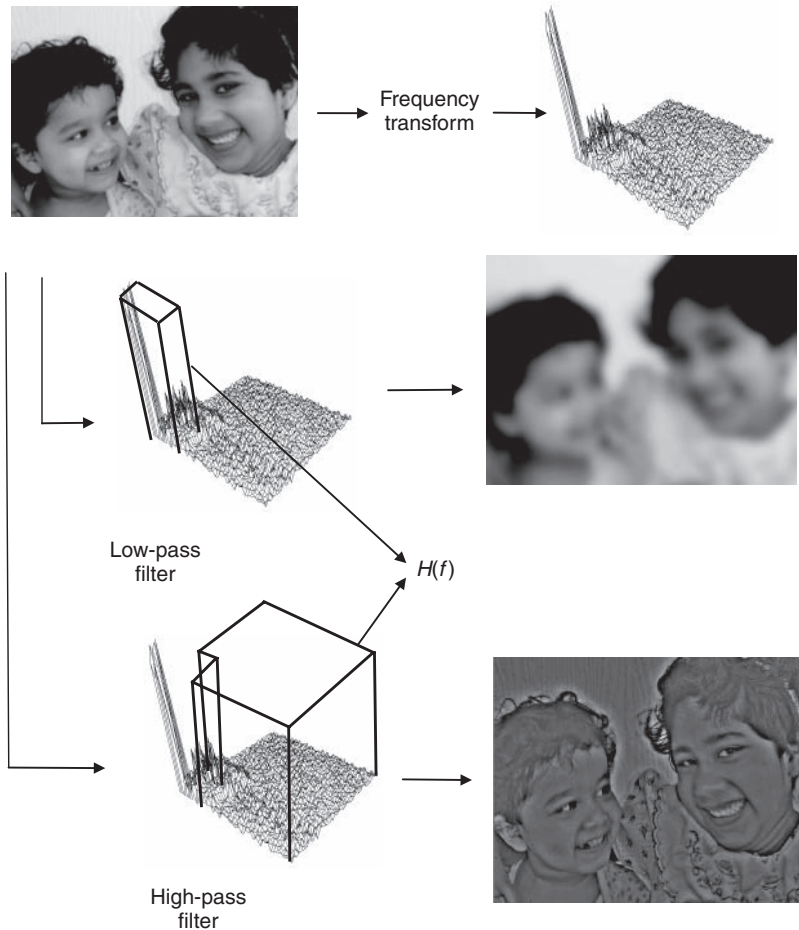 Frequency
transform
Low-pass
filter
H(f)
High-pass
filter